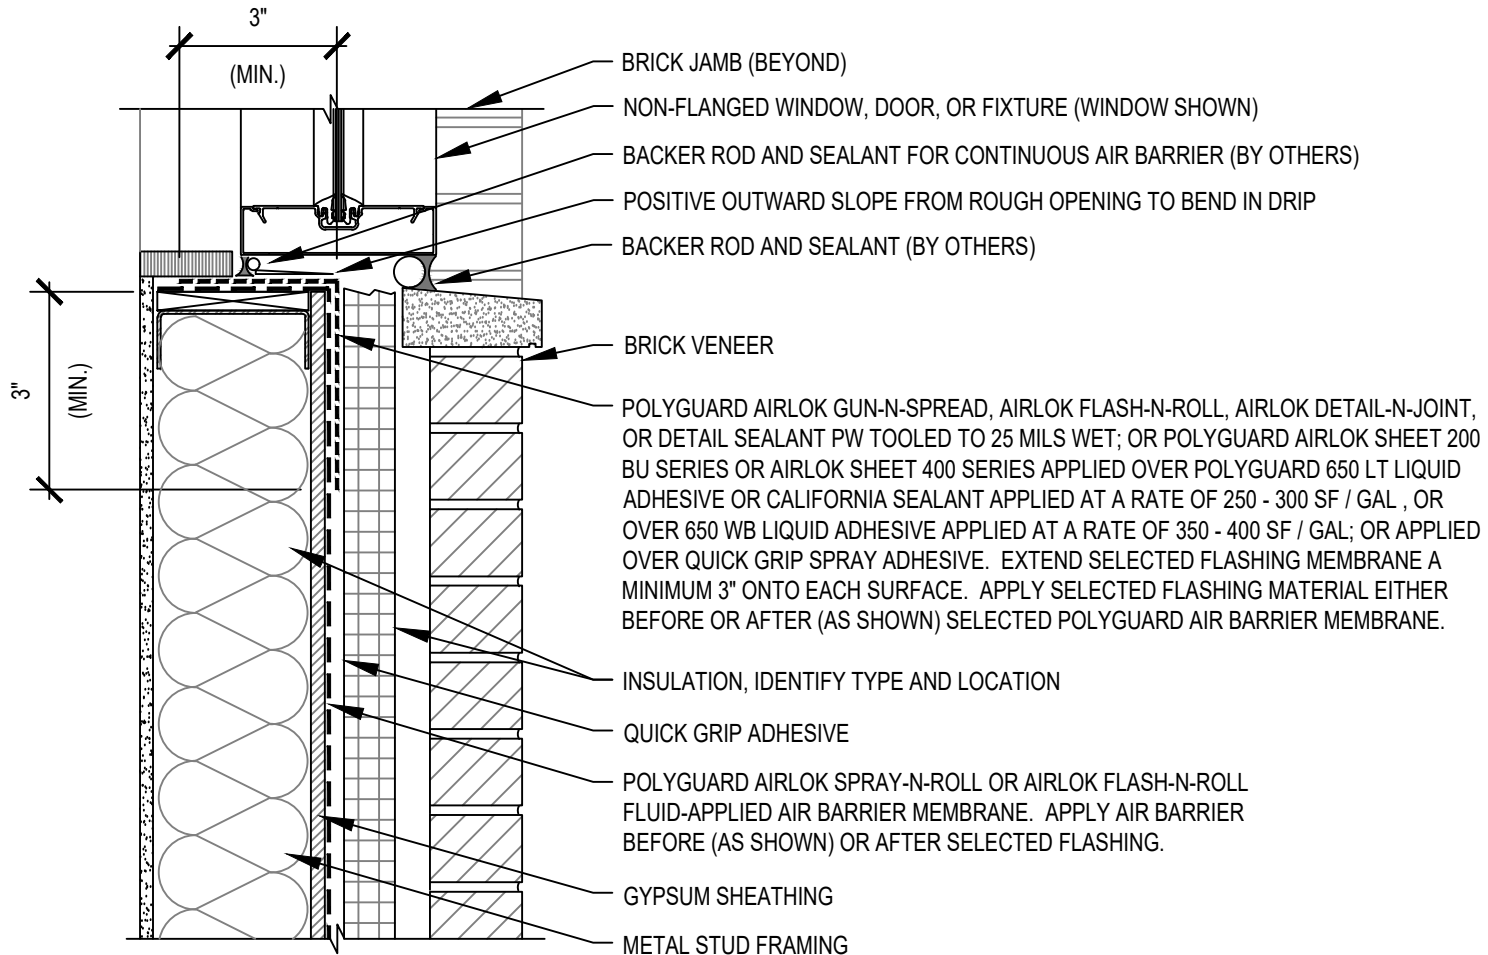 3"
(MIN.)
BRICK JAMB (BEYOND)
NON-FLANGED WINDOW, DOOR, OR FIXTURE (WINDOW SHOWN)
BACKER ROD AND SEALANT FOR CONTINUOUS AIR BARRIER (BY OTHERS)
POSITIVE OUTWARD SLOPE FROM ROUGH OPENING TO BEND IN DRIP
BACKER ROD AND SEALANT (BY OTHERS)
3"
(MIN.)
BRICK VENEER
POLYGUARD AIRLOK GUN-N-SPREAD, AIRLOK FLASH-N-ROLL, AIRLOK DETAIL-N-JOINT,
OR DETAIL SEALANT PW TOOLED TO 25 MILS WET; OR POLYGUARD AIRLOK SHEET 200
BU SERIES OR AIRLOK SHEET 400 SERIES APPLIED OVER POLYGUARD 650 LT LIQUID
ADHESIVE OR CALIFORNIA SEALANT APPLIED AT A RATE OF 250 - 300 SF / GAL , OR
OVER 650 WB LIQUID ADHESIVE APPLIED AT A RATE OF 350 - 400 SF / GAL; OR APPLIED
OVER QUICK GRIP SPRAY ADHESIVE.  EXTEND SELECTED FLASHING MEMBRANE A
MINIMUM 3" ONTO EACH SURFACE.  APPLY SELECTED FLASHING MATERIAL EITHER
BEFORE OR AFTER (AS SHOWN) SELECTED POLYGUARD AIR BARRIER MEMBRANE.
INSULATION, IDENTIFY TYPE AND LOCATION
QUICK GRIP ADHESIVE
POLYGUARD AIRLOK SPRAY-N-ROLL OR AIRLOK FLASH-N-ROLL
FLUID-APPLIED AIR BARRIER MEMBRANE.  APPLY AIR BARRIER
BEFORE (AS SHOWN) OR AFTER SELECTED FLASHING.
GYPSUM SHEATHING
METAL STUD FRAMING